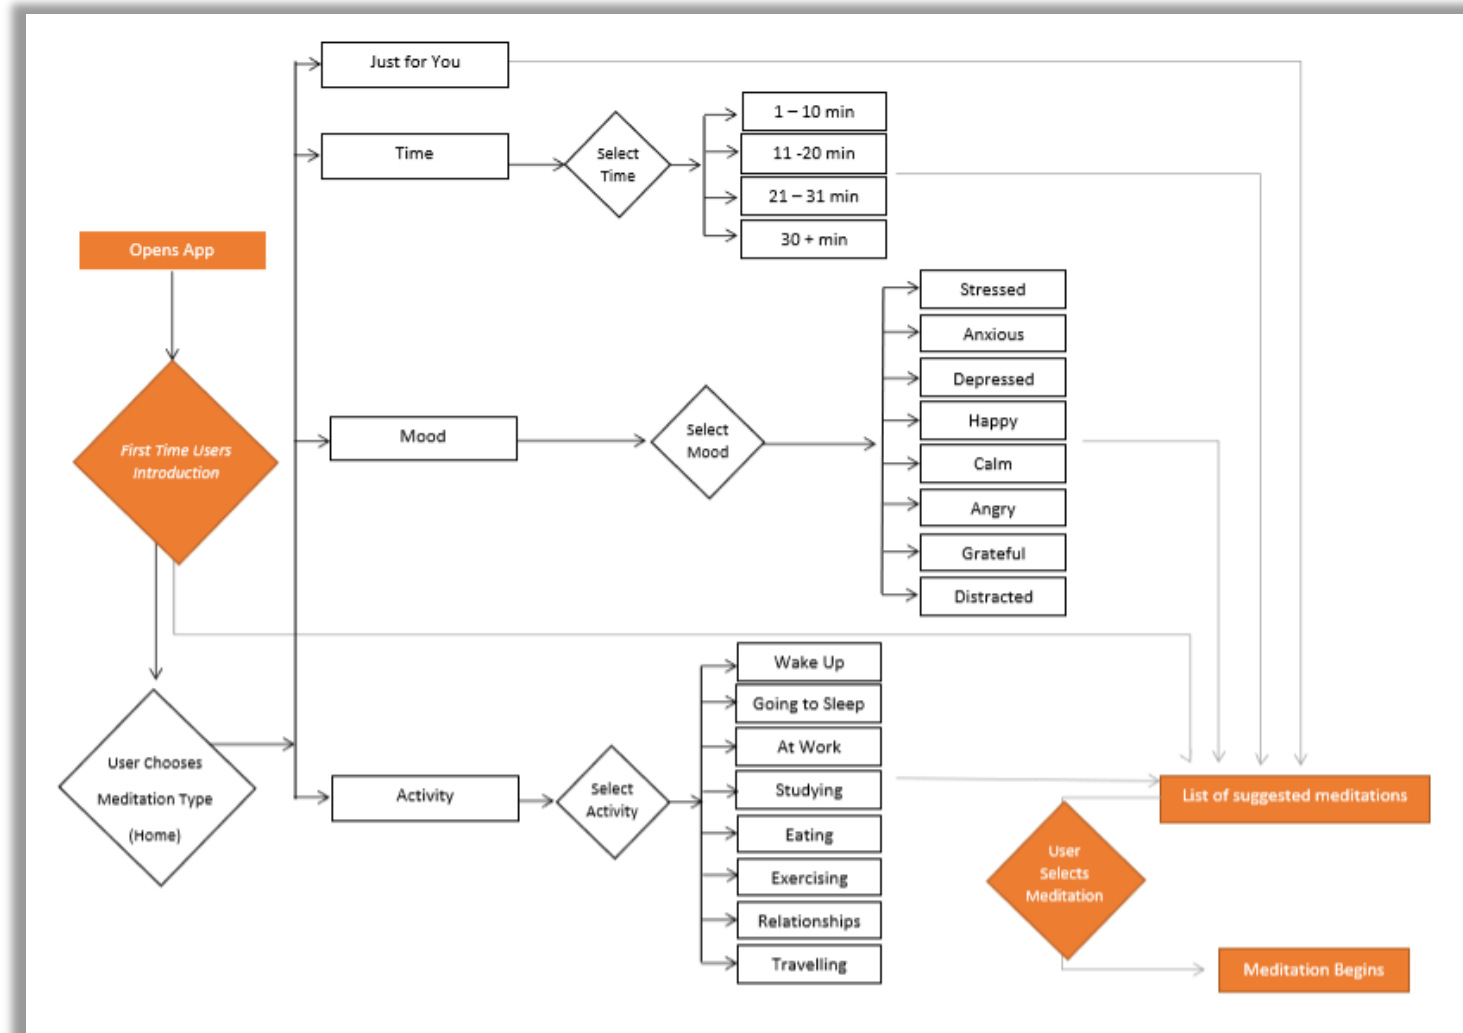 Just for You
Time
Select
Time
1 – 10 min
11 -20 min
21 – 31 min
30 + min
Opens App
First Time Users
Introduction
Mood
Select
Mood
Stressed
Anxious
Depressed
Happy
Calm
Angry
Grateful
Distracted
User Chooses
Meditation Type
(Home)
Activity
Select
Activity
Wake Up
Going to Sleep
At Work
Studying
Eating
Exercising
Relationships
Travelling
List of suggested meditations
User
Selects
Meditation
Meditation Begins